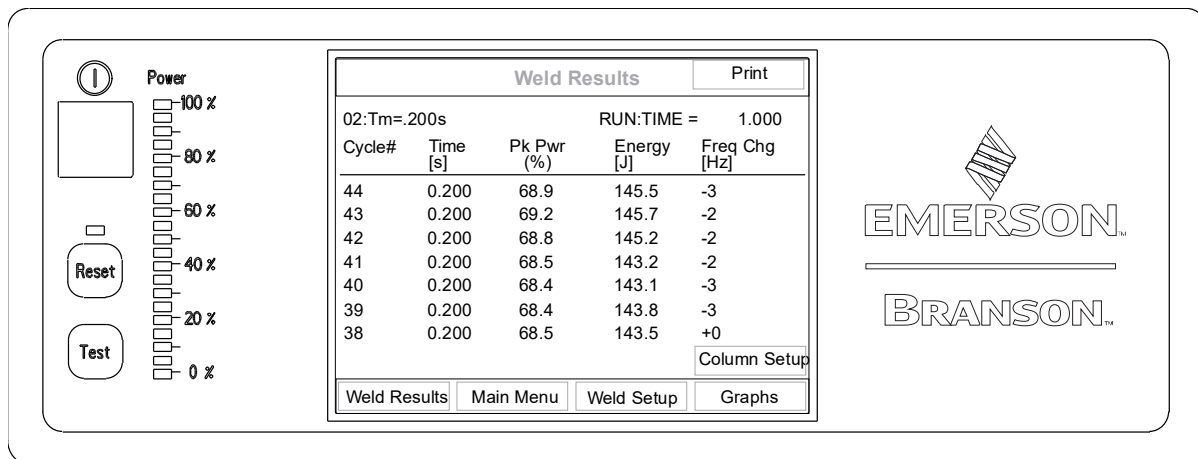 Power
100 %
80 %
60 %
40 %
20 %
0 %
Reset
Test
Weld Results Print
02:Tm=.200s RUN:TIME = 1.000
Cycle# Time [s] Pk Pwr (%) Energy [J] Freq Chg [Hz]
44 0.200 68.9 145.5 -3
43 0.200 69.2 145.7 -2
42 0.200 68.8 145.2 -2
41 0.200 68.5 143.2 -2
40 0.200 68.4 143.1 -3
39 0.200 68.4 143.8 -3
38 0.200 68.5 143.5 +0
Column Setup
Weld Results Main Menu Weld Setup Graphs
EMERSON™
BRANSON™